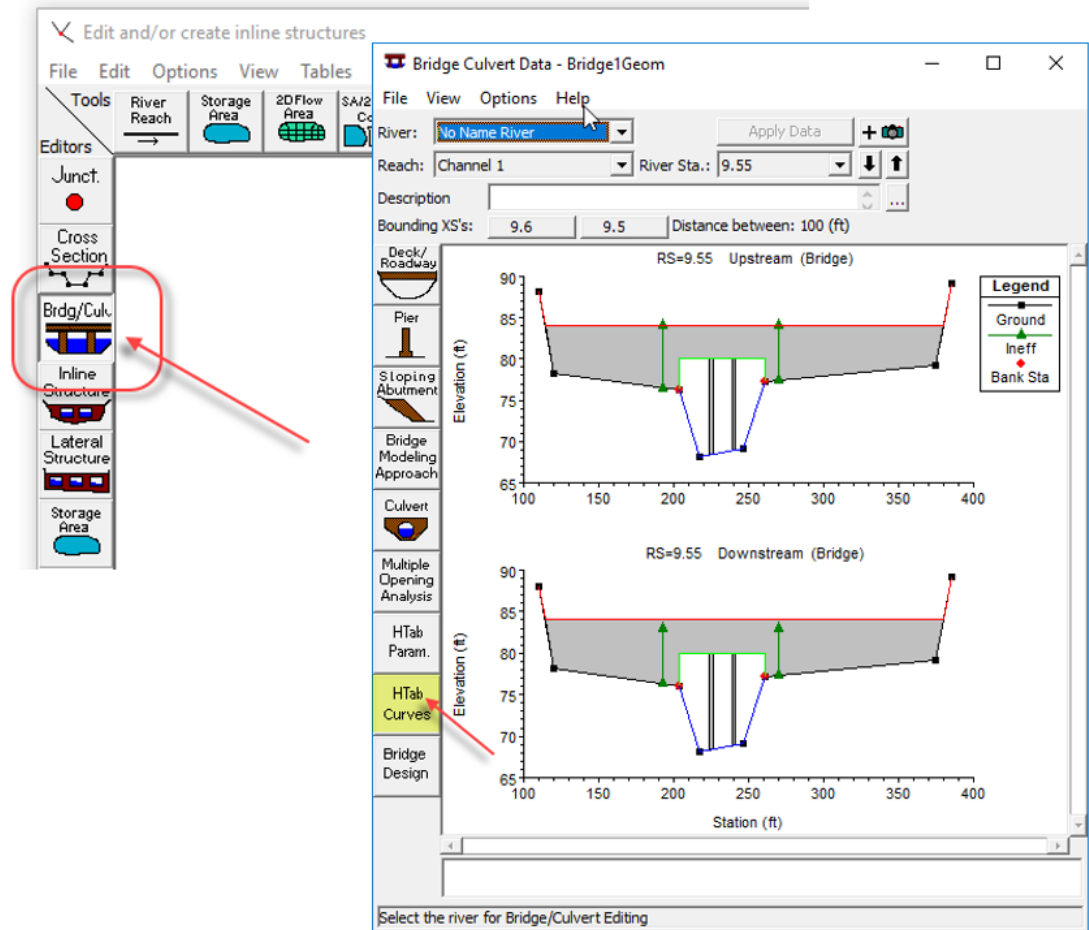 Edit and/or create inline structures
File Edit Options View Tables
Tools
Editors
River
Reach
Storage
Area
2D Flow
Area
SA/2
Co
Junct.
Cross
Section
Brdg/Culv
Inline
Structure
Lateral
Structure
Storage
Area
Bridge Culvert Data - Bridge1Geom
File View Options Help
River: No Name River
Apply Data
Reach: Channel 1
River Sta.: 9.55
Description
...
Bounding XS's: 9.6 9.5 Distance between: 100 (ft)
Deck/
Roadway
Pier
Sloping
Abutment
Bridge
Modeling
Approach
Culvert
Multiple
Opening
Analysis
HTab
Param.
HTab
Curves
Bridge
Design
RS=9.55 Upstream (Bridge)
Elevation (ft)
90
85
80
75
70
65
100 150 200 250 300 350 400
Legend
Ground
Ineff
Bank Sta
RS=9.55 Downstream (Bridge)
Elevation (ft)
90
85
80
75
70
65
100 150 200 250 300 350 400
Station (ft)
Select the river for Bridge/Culvert Editing